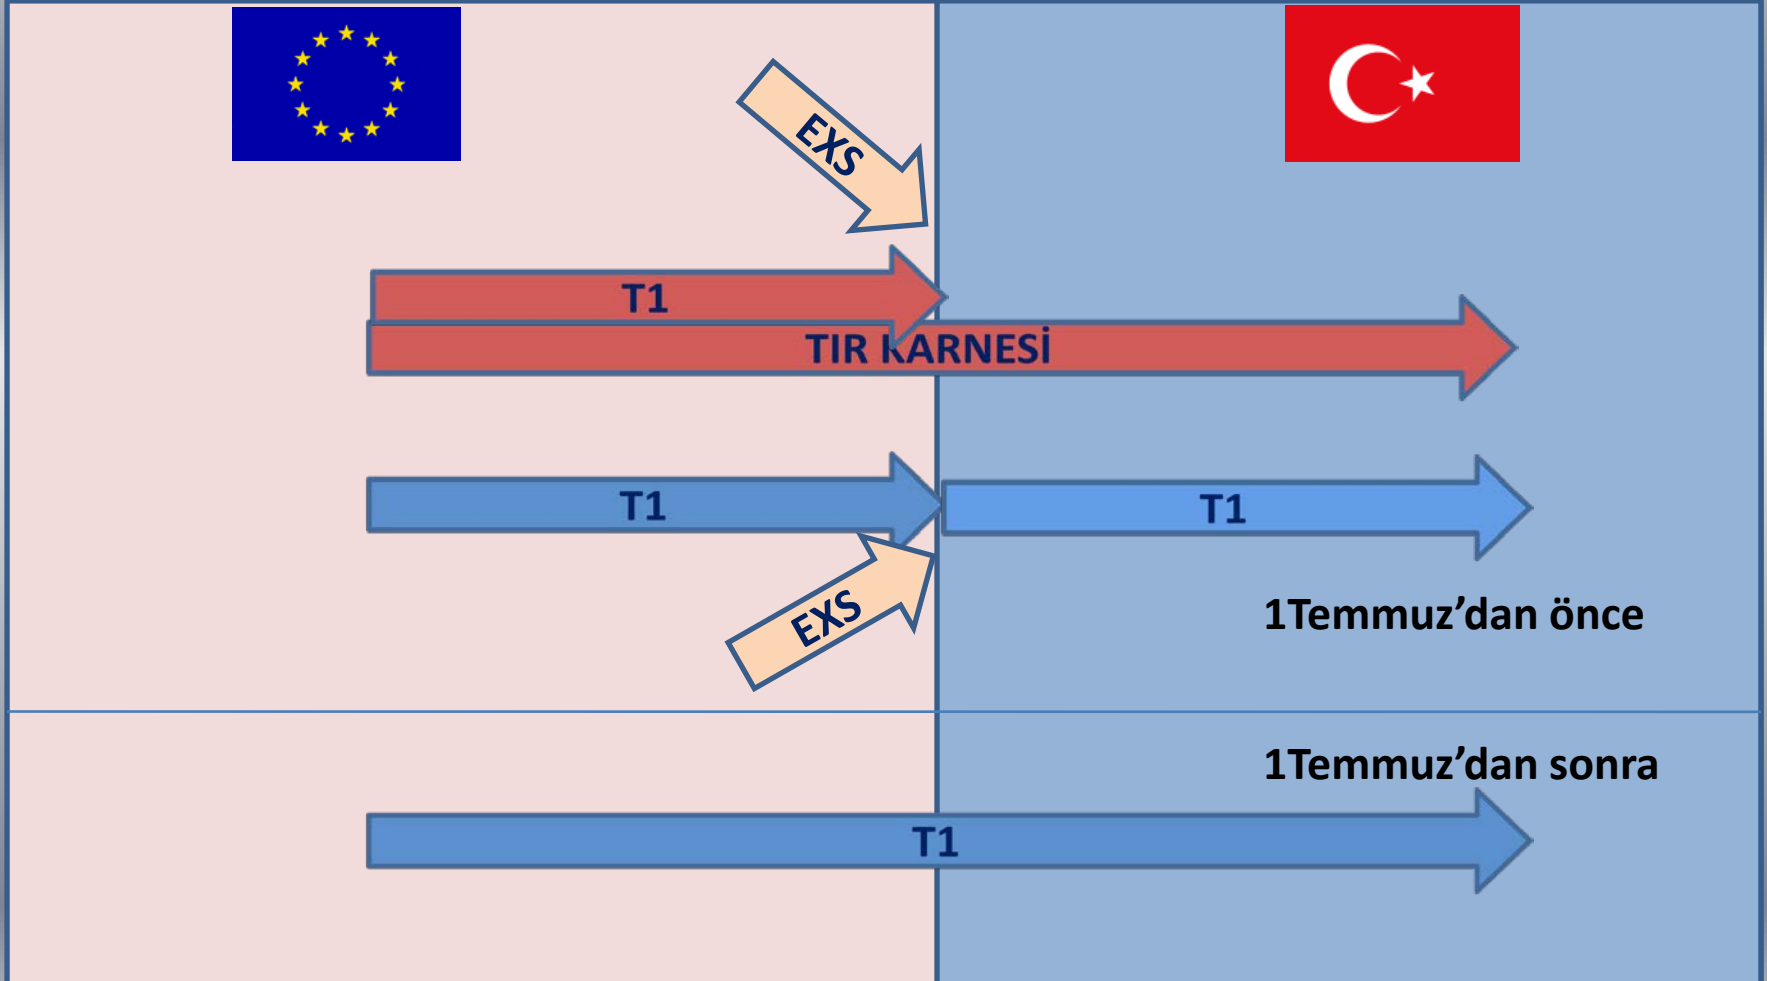 EXS
T1
TIR KARNESİ
T1
T1
EXS
1Temmuz’dan önce
1Temmuz’dan sonra
T1